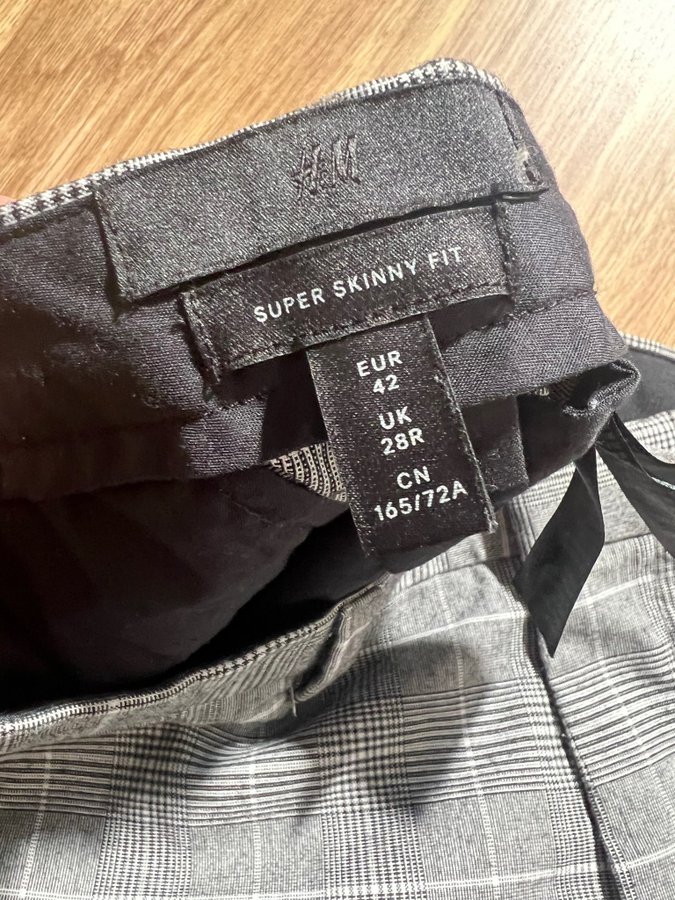 H&M
SUPER SKINNY FIT
EUR
42
UK
28R
CN
165/72A